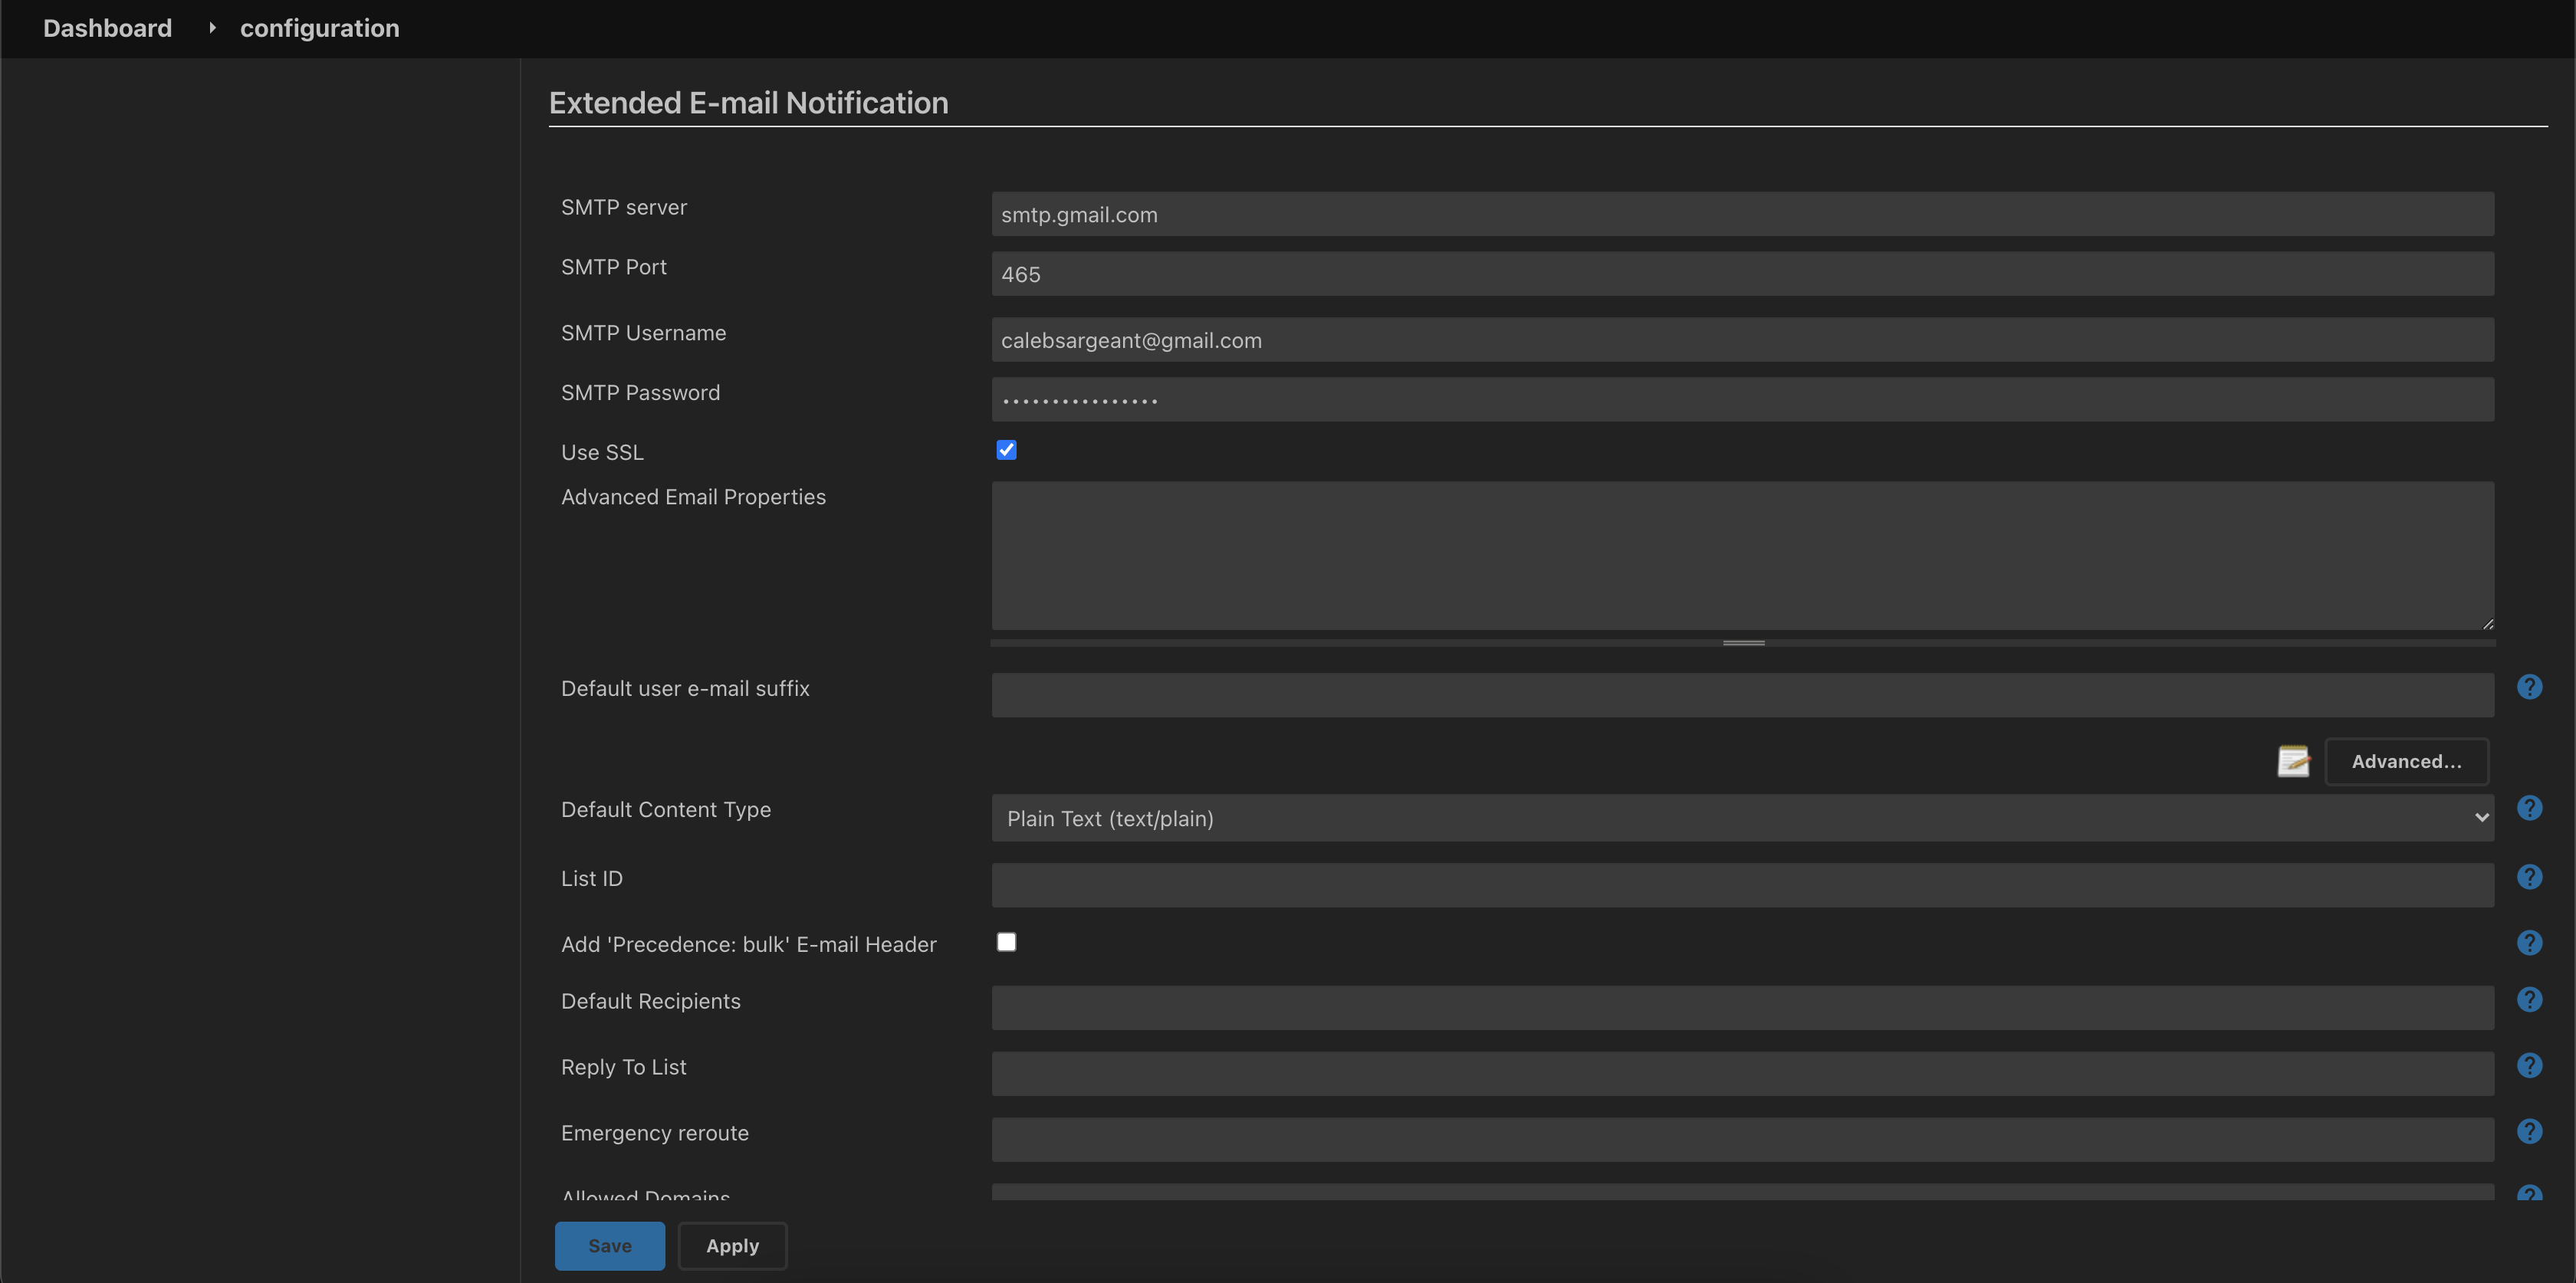 Dashboard configuration
Extended E-mail Notification
SMTP server
smtp.gmail.com
SMTP Port
465
SMTP Username
calebsargeant@gmail.com
SMTP Password
................
Use SSL
Advanced Email Properties
Default user e-mail suffix
?
Advanced...
Default Content Type
Plain Text (text/plain)
?
List ID
?
Add 'Precedence: bulk' E-mail Header
?
Default Recipients
?
Reply To List
?
Emergency reroute
?
Allowed Domains
?
Save
Apply